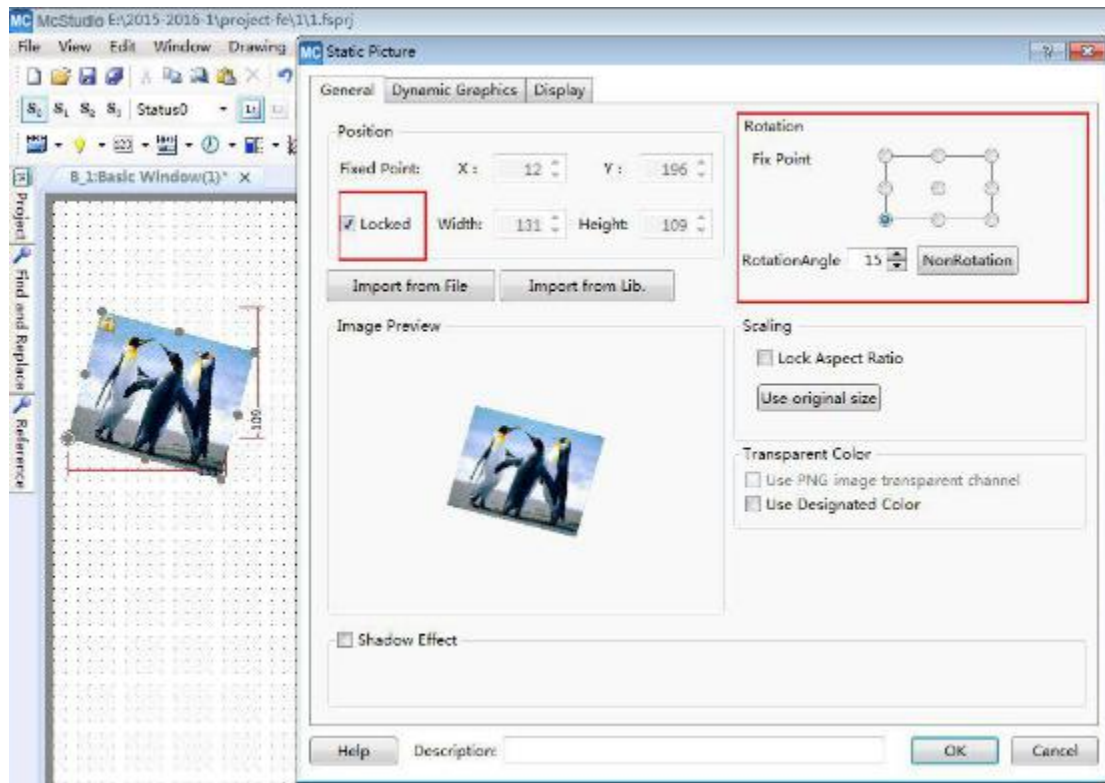 McStudio E:\2015-2016-1\project-fe\1\1.fsprj
File View Edit Window Drawing
S0 S1 S2 S3 Status0
B_1:Basic Window(1)* X
Project
Find and Replace
Reference
109
MC Static Picture
General Dynamic Graphics Display
Position
Fixed Point: X: 12 Y: 196
Locked Width: 131 Height: 109
Import from File Import from Lib.
Image Preview
Rotation
Fix Point
RotationAngle 15 NonRotation
Scaling
Lock Aspect Ratio
Use original size
Transparent Color
Use PNG image transparent channel
Use Designated Color
Shadow Effect
Help Description: OK Cancel